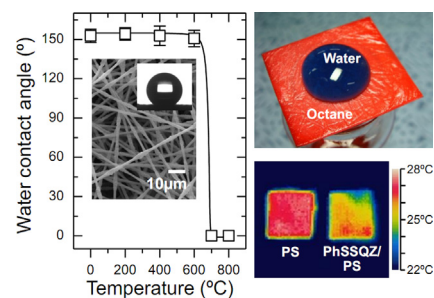 Water contact angle (º)
150
120
90
60
30
0
0 200 400 600 800
Temperature (ºC)
10µm
Water
Octane
PS
PhSSQZ/
PS
28ºC
25ºC
22ºC